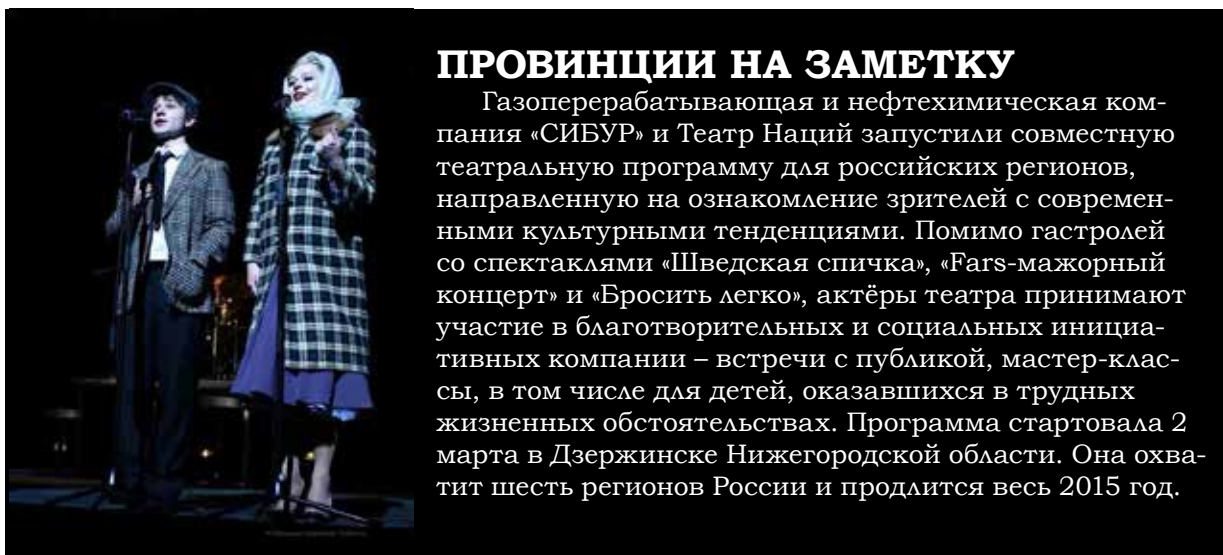 ПРОВИНЦИИ НА ЗАМЕТКУ
Газоперерабатывающая и нефтехимическая ком-
пания «СИБУР» и Театр Наций запустили совместную
театральную программу для российских регионов,
направленную на ознакомление зрителей с современ-
ными культурными тенденциями. Помимо гастролей
со спектаклями «Шведская спичка», «Fars-мажорный
концерт» и «Бросить легко», актёры театра принимают
участие в благотворительных и социальных инициа-
тивных компании – встречи с публикой, мастер-клас-
сы, в том числе для детей, оказавшихся в трудных
жизненных обстоятельствах. Программа стартовала 2
марта в Дзержинске Нижегородской области. Она охва-
тит шесть регионов России и продлится весь 2015 год.